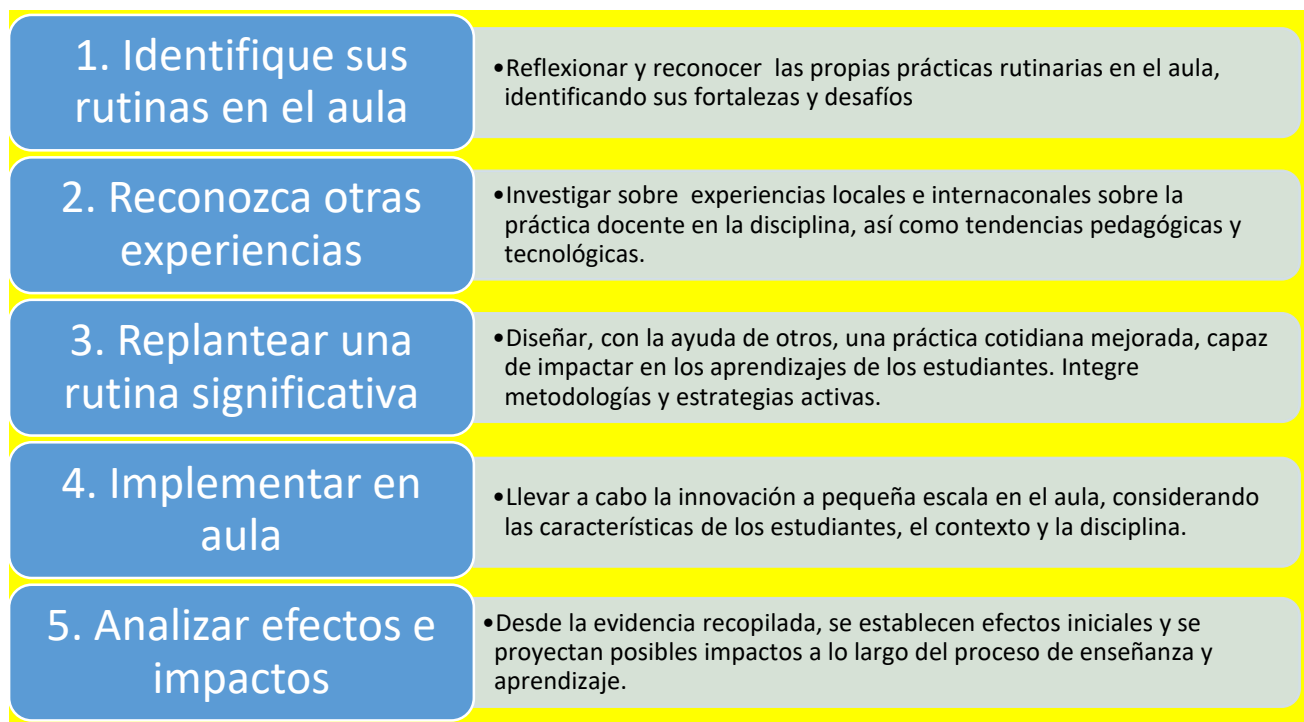 1. Identifique sus
rutinas en el aula
•Reflexionar y reconocer  las propias prácticas rutinarias en el aula,
identificando sus fortalezas y desafíos
2. Reconozca otras
experiencias
•Investigar sobre  experiencias locales e internaconales sobre la
práctica docente en la disciplina, así como tendencias pedagógicas y
tecnológicas.
3. Replantear una
rutina significativa
•Diseñar, con la ayuda de otros, una práctica cotidiana mejorada, capaz
de impactar en los aprendizajes de los estudiantes. Integre
metodologías y estrategias activas.
4. Implementar en
aula
•Llevar a cabo la innovación a pequeña escala en el aula, considerando
las características de los estudiantes, el contexto y la disciplina.
5. Analizar efectos e
impactos
•Desde la evidencia recopilada, se establecen efectos iniciales y se
proyectan posibles impactos a lo largo del proceso de enseñanza y
aprendizaje.